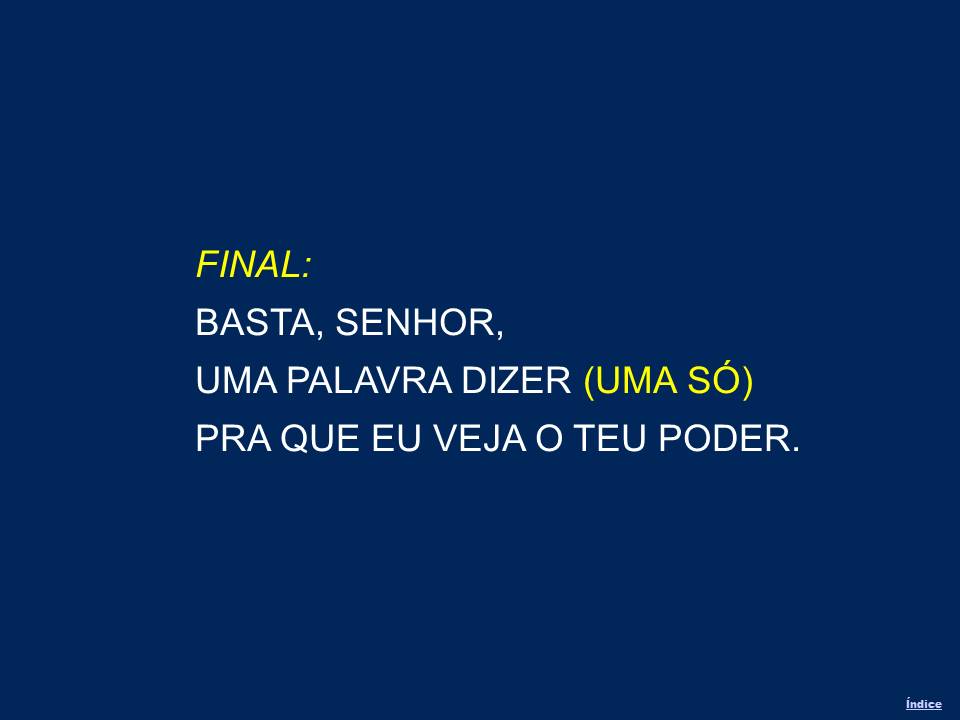 FINAL:
BASTA, SENHOR,
UMA PALAVRA DIZER (UMA SÓ)
PRA QUE EU VEJA O TEU PODER.
Índice